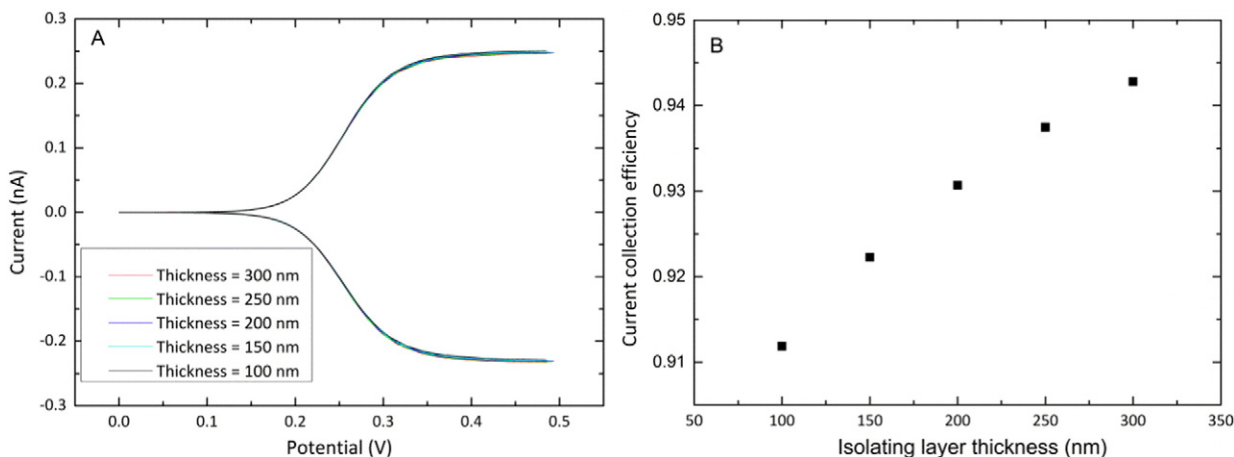 A
0.3
0.2
0.1
0.0
-0.1
-0.2
-0.3
Current (nA)
Thickness = 300 nm
Thickness = 250 nm
Thickness = 200 nm
Thickness = 150 nm
Thickness = 100 nm
0.0 0.1 0.2 0.3 0.4 0.5
Potential (V)
B
0.95
0.94
0.93
0.92
0.91
Current collection efficiency
50 100 150 200 250 300 350
Isolating layer thickness (nm)